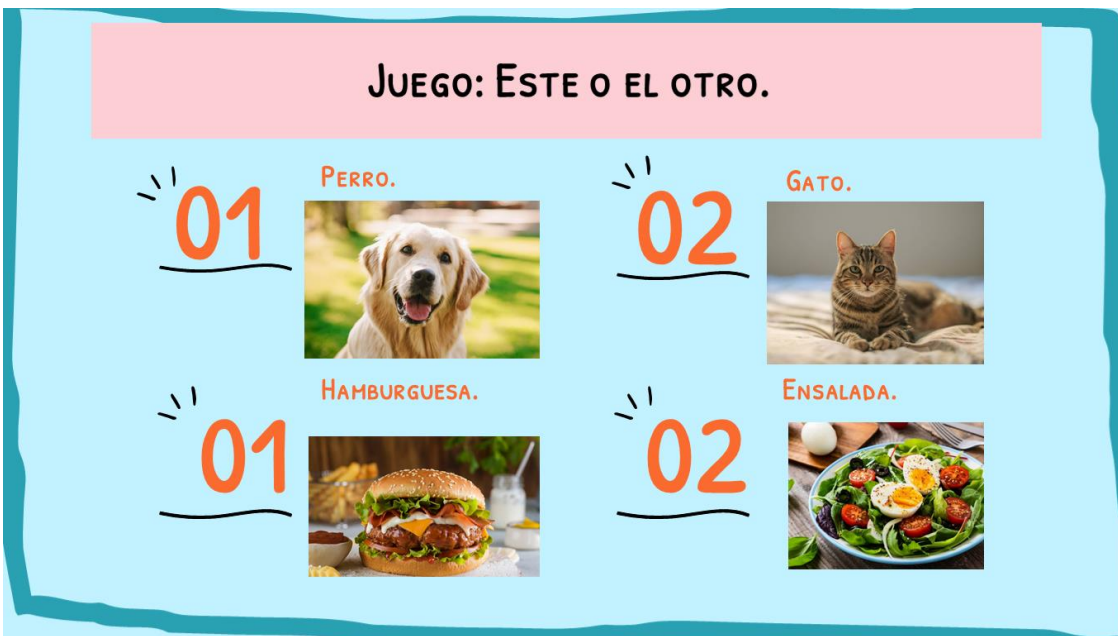 Juego: Este o el otro.
01
Perro.
02
Gato.
01
Hamburguesa.
02
Ensalada.